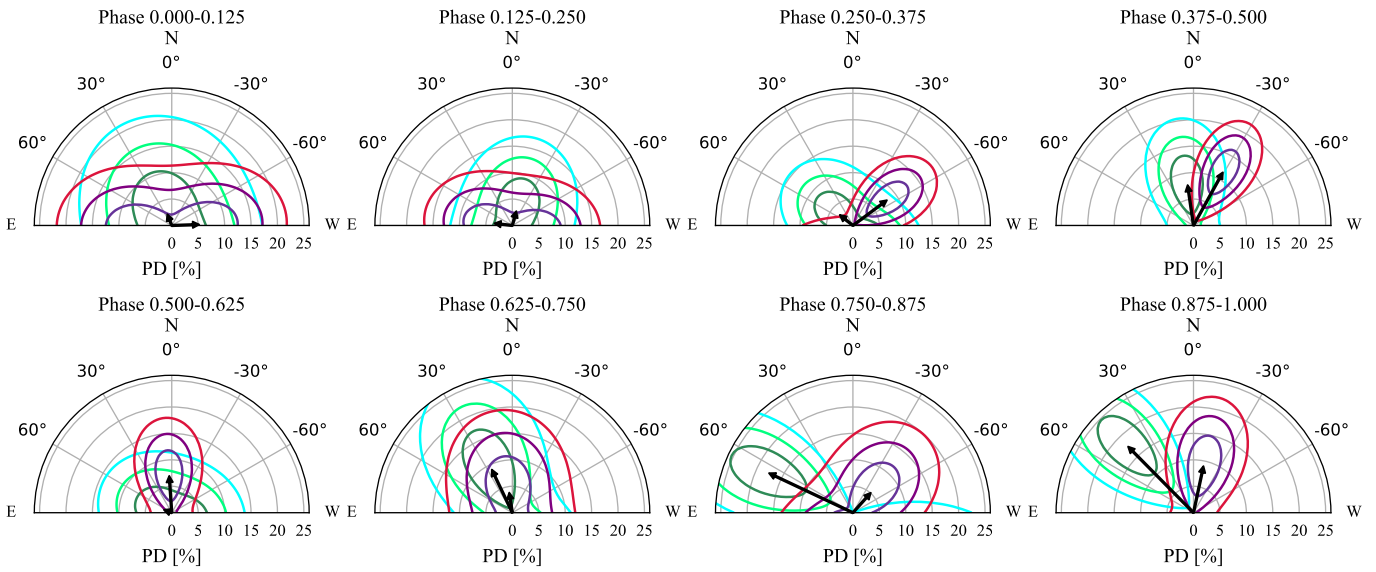 Phase 0.000-0.125
N
0°
30° -30°
60° -60°
E W
0 5 10 15 20 25
PD [%]
Phase 0.125-0.250
N
0°
30° -30°
60° -60°
E W
0 5 10 15 20 25
PD [%]
Phase 0.250-0.375
N
0°
30° -30°
60° -60°
E W
0 5 10 15 20 25
PD [%]
Phase 0.375-0.500
N
0°
30° -30°
60° -60°
E W
0 5 10 15 20 25
PD [%]
Phase 0.500-0.625
N
0°
30° -30°
60° -60°
E W
0 5 10 15 20 25
PD [%]
Phase 0.625-0.750
N
0°
30° -30°
60° -60°
E W
0 5 10 15 20 25
PD [%]
Phase 0.750-0.875
N
0°
30° -30°
60° -60°
E W
0 5 10 15 20 25
PD [%]
Phase 0.875-1.000
N
0°
30° -30°
60° -60°
E W
0 5 10 15 20 25
PD [%]